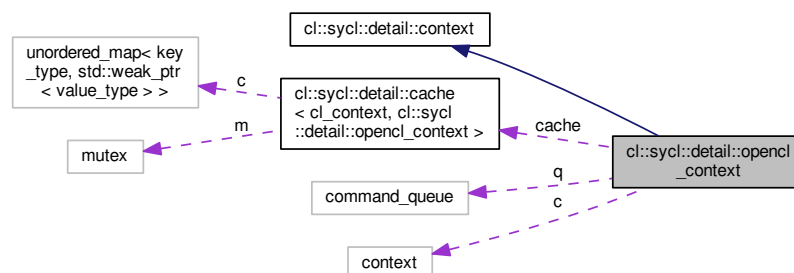 cl::sycl::detail::context
unordered_map< key
_type, std::weak_ptr
< value_type > >
c
cl::sycl::detail::cache
< cl_context, cl::sycl
::detail::opencl_context >
m
mutex
cache
cl::sycl::detail::opencl
_context
q
command_queue
c
context